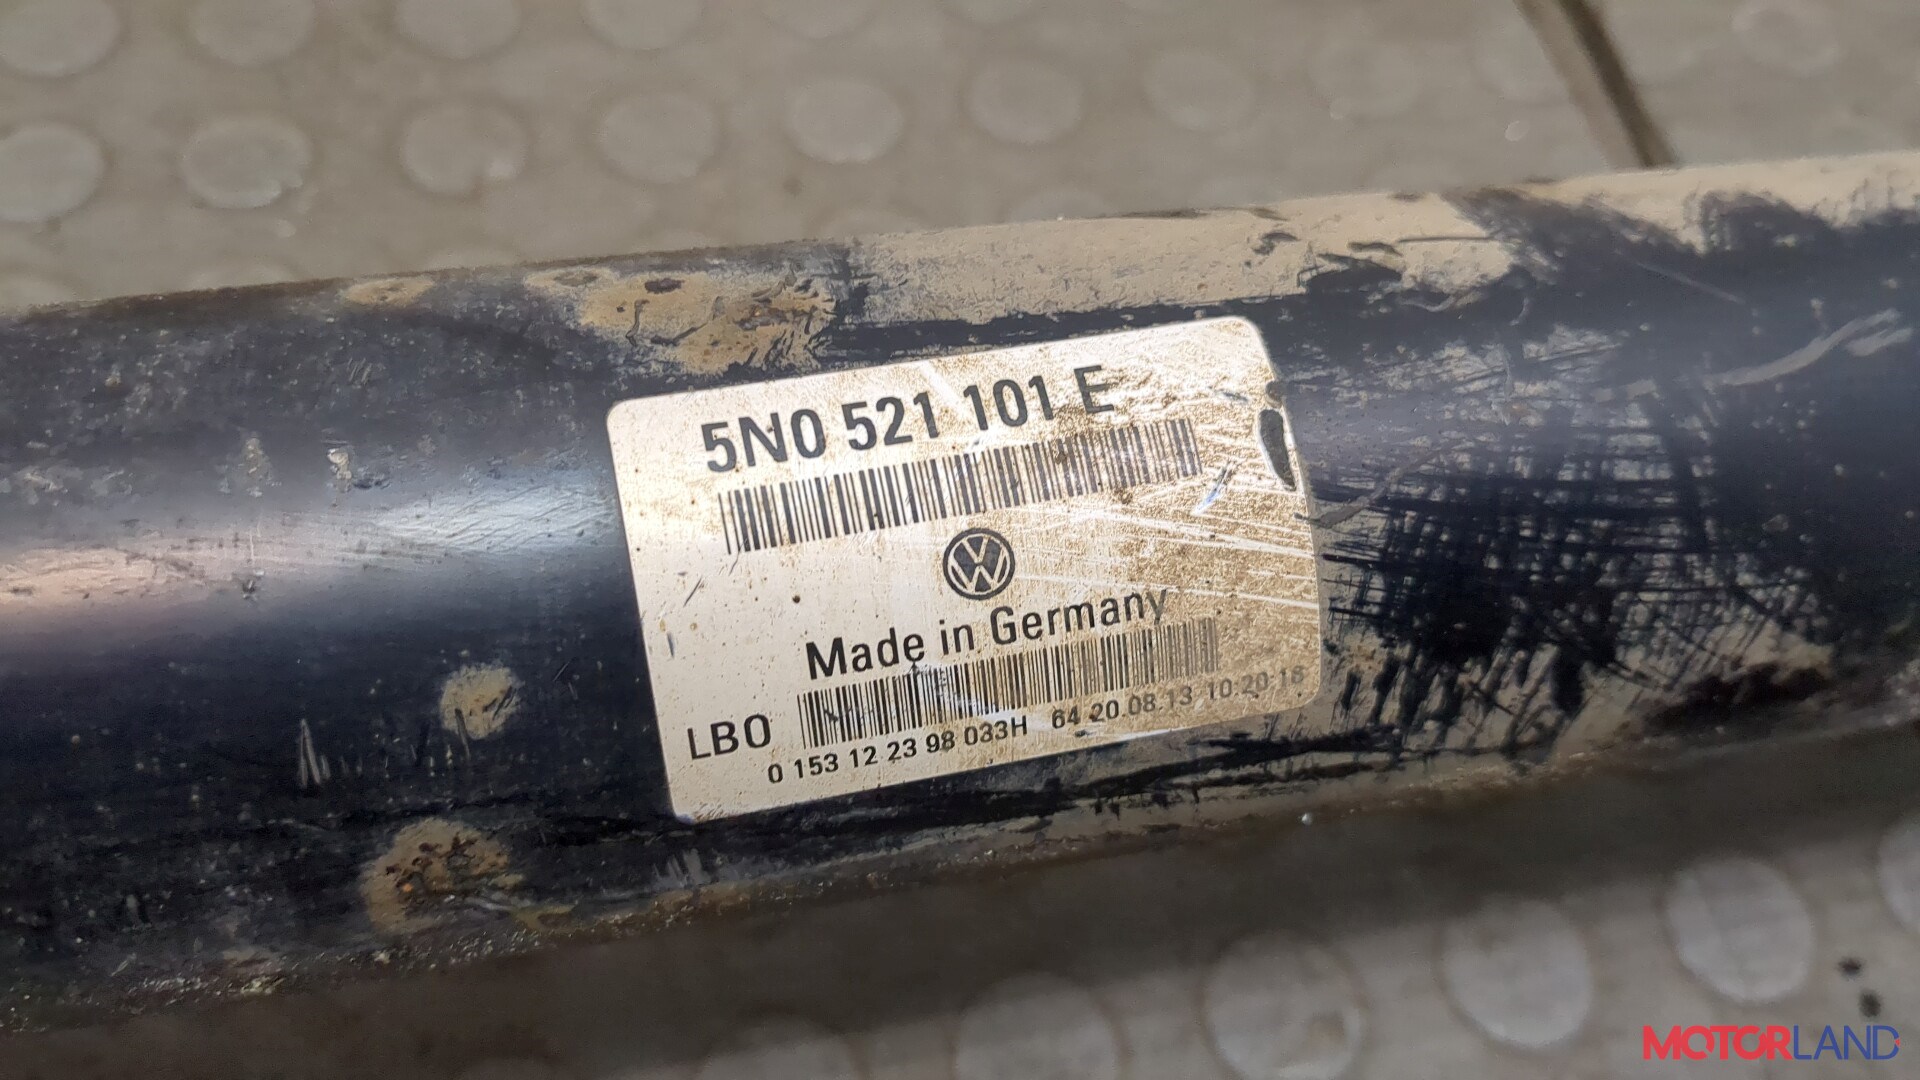 5N0 521 101 E
Made in Germany
LB0
0 153 12 23 98 033H 64 20.08.13 10:20:18
MOTORLAND